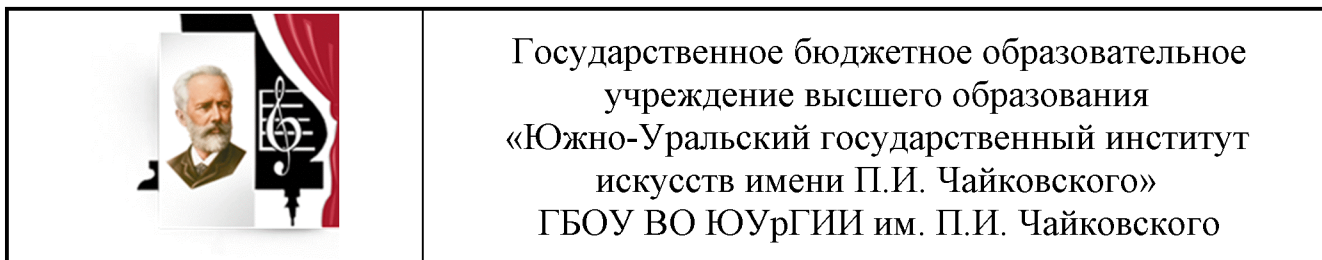 Государственное бюджетное образовательное
учреждение высшего образования
«Южно-Уральский государственный институт
искусств имени П.И. Чайковского»
ГБОУ ВО ЮУрГИИ им. П.И. Чайковского